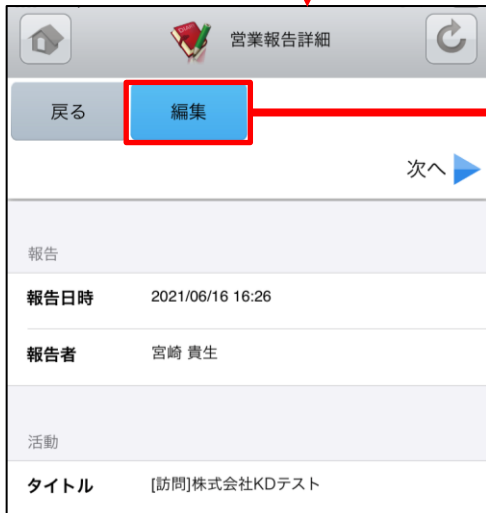 営業報告詳細
戻る 編集
次へ
報告
報告日時 2021/06/16 16:26
報告者 宮崎 貴生
活動
タイトル [訪問]株式会社KDテスト